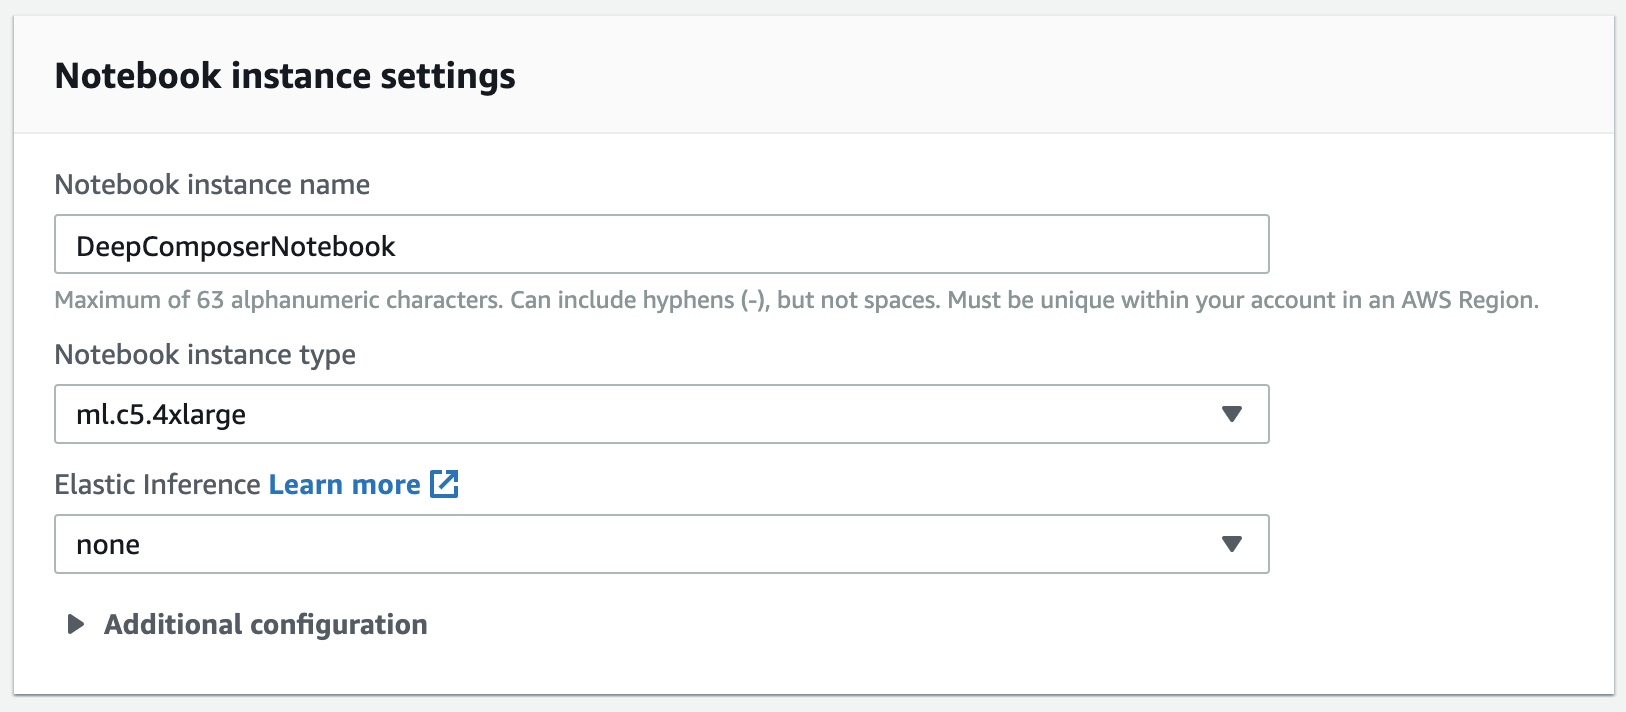 Notebook instance settings
Notebook instance name
DeepComposerNotebook
Maximum of 63 alphanumeric characters. Can include hyphens (-), but not spaces. Must be unique within your account in an AWS Region.
Notebook instance type
ml.c5.4xlarge
Elastic Inference Learn more
none
Additional configuration